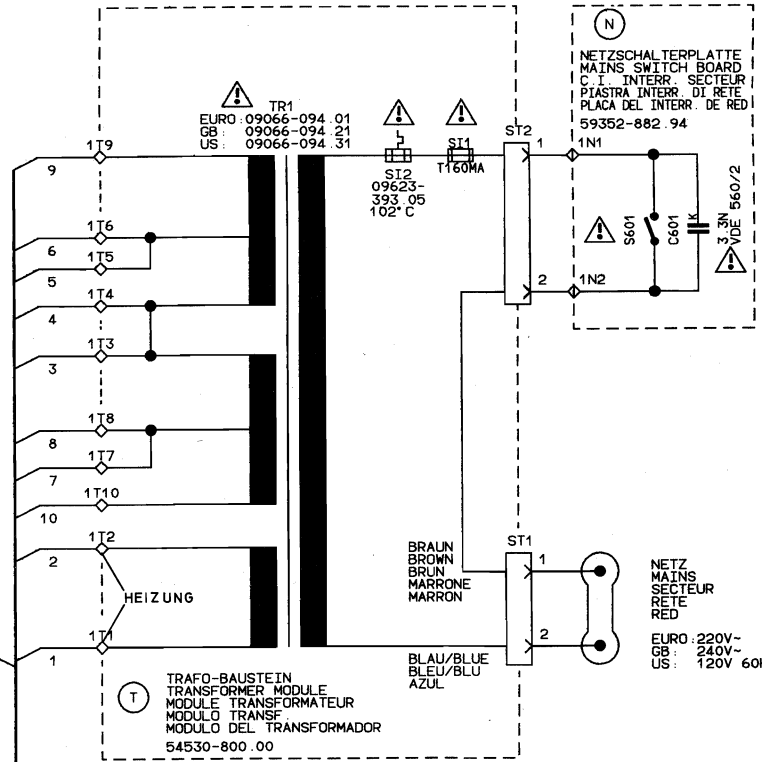 N
NETZSCHALTERPLATTE
MAINS SWITCH BOARD
C.I. INTERR. SECTEUR
PIASTRA INTERR. DI RETE
PLACA DEL INTERR. DE RED
59352-882.94
TR1
EURO:09066-094.01
GB: 09066-094.21
US: 09066-094.31
SI2
09623-
393.05
102°C
SI1
T160MA
ST2
1
1N1
2
1N2
S601
C601
K
3.3N
VDE 560/2
1T9
9
1T6
6
1T5
5
1T4
4
1T3
3
1T8
8
1T7
7
1T10
10
1T2
2
HEIZUNG
1T1
1
BRAUN
BROWN
BRUN
MARRONE
MARRON
ST1
1
2
BLAU/BLUE
BLEU/BLU
AZUL
NETZ
MAINS
SECTEUR
RETE
RED
EURO:220V~
GB: 240V~
US: 120V 60
T
TRAFO-BAUSTEIN
TRANSFORMER MODULE
MODULE TRANSFORMATEUR
MODULO TRANSF.
MODULO DEL TRANSFORMADOR
54530-800.00